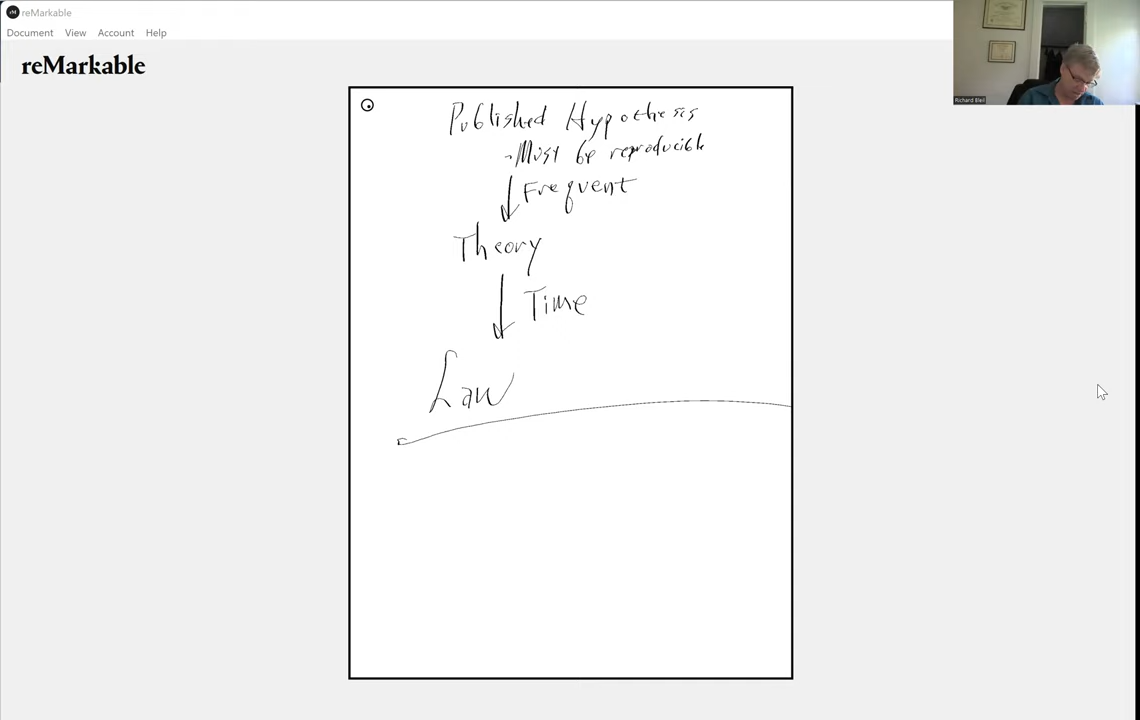 reMarkable
Document View Account Help
reMarkable
Published Hypothesis
- Must be reproducible
Frequent
Theory
Time
Law
Richard Bleil